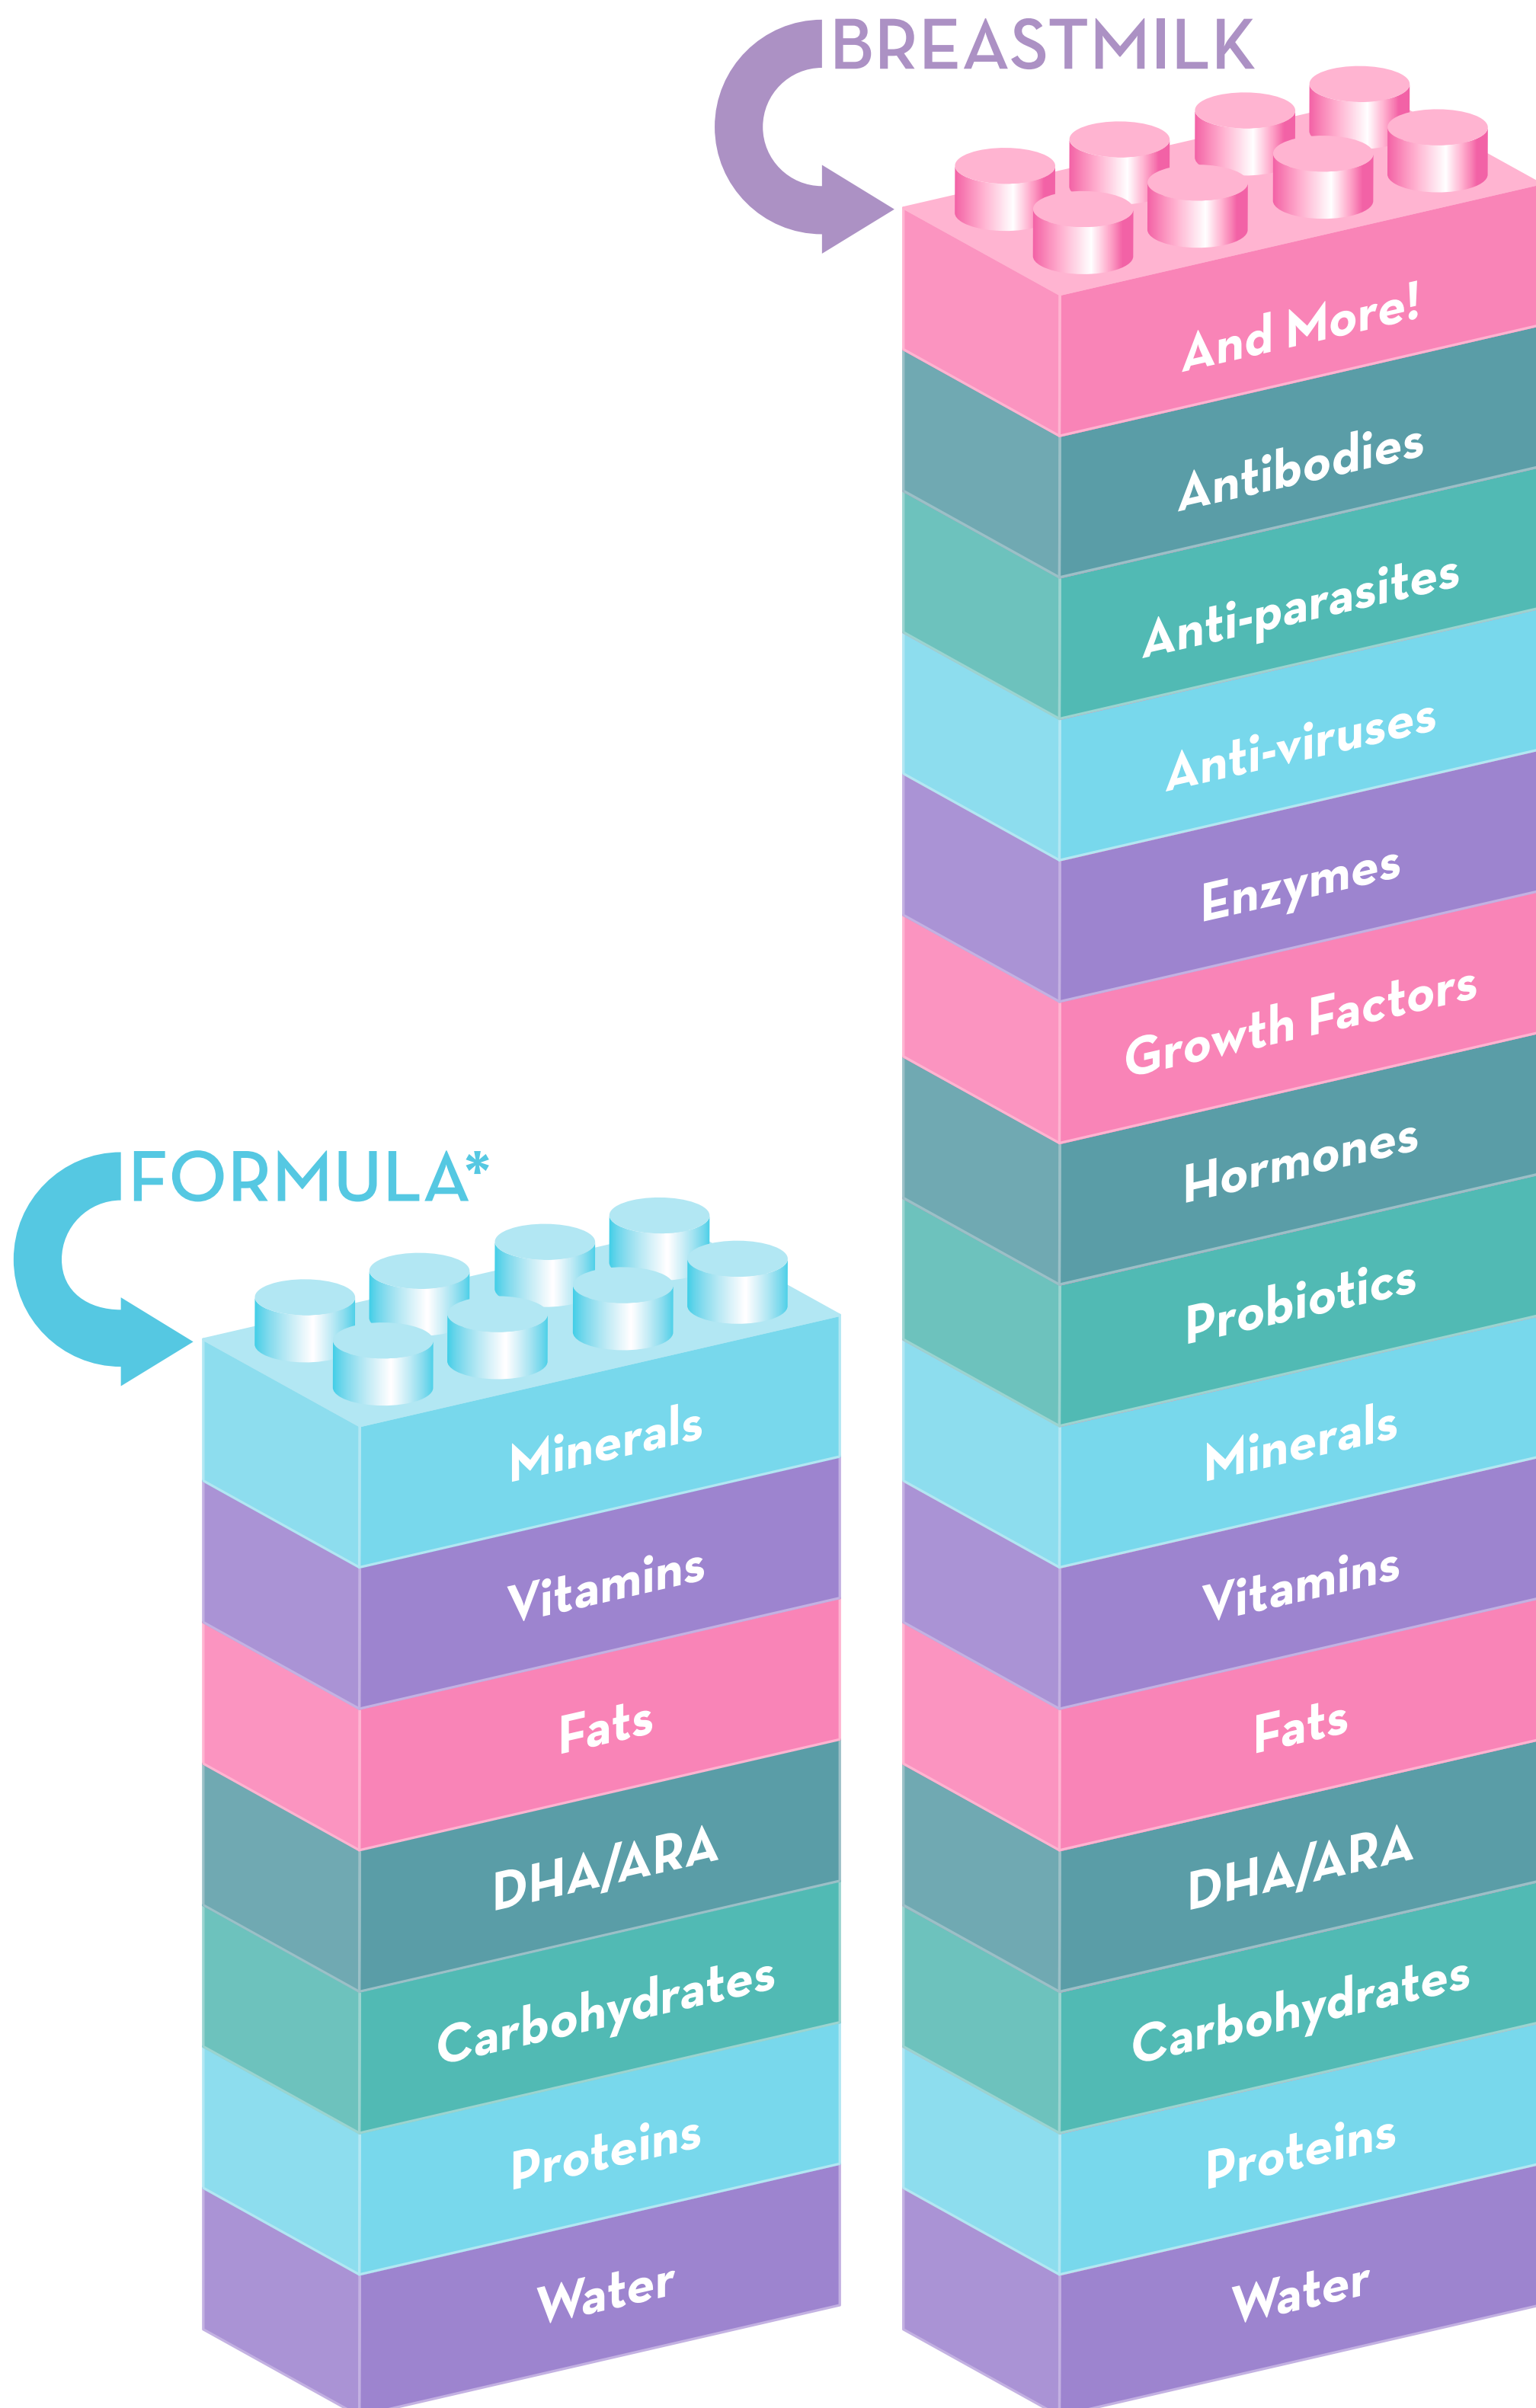 BREASTMILK
And More!
Antibodies
Anti-parasites
Anti-viruses
Enzymes
Growth Factors
Hormones
Probiotics
Minerals
Vitamins
Fats
DHA/ARA
Carbohydrates
Proteins
Water
FORMULA*
Minerals
Vitamins
Fats
DHA/ARA
Carbohydrates
Proteins
Water